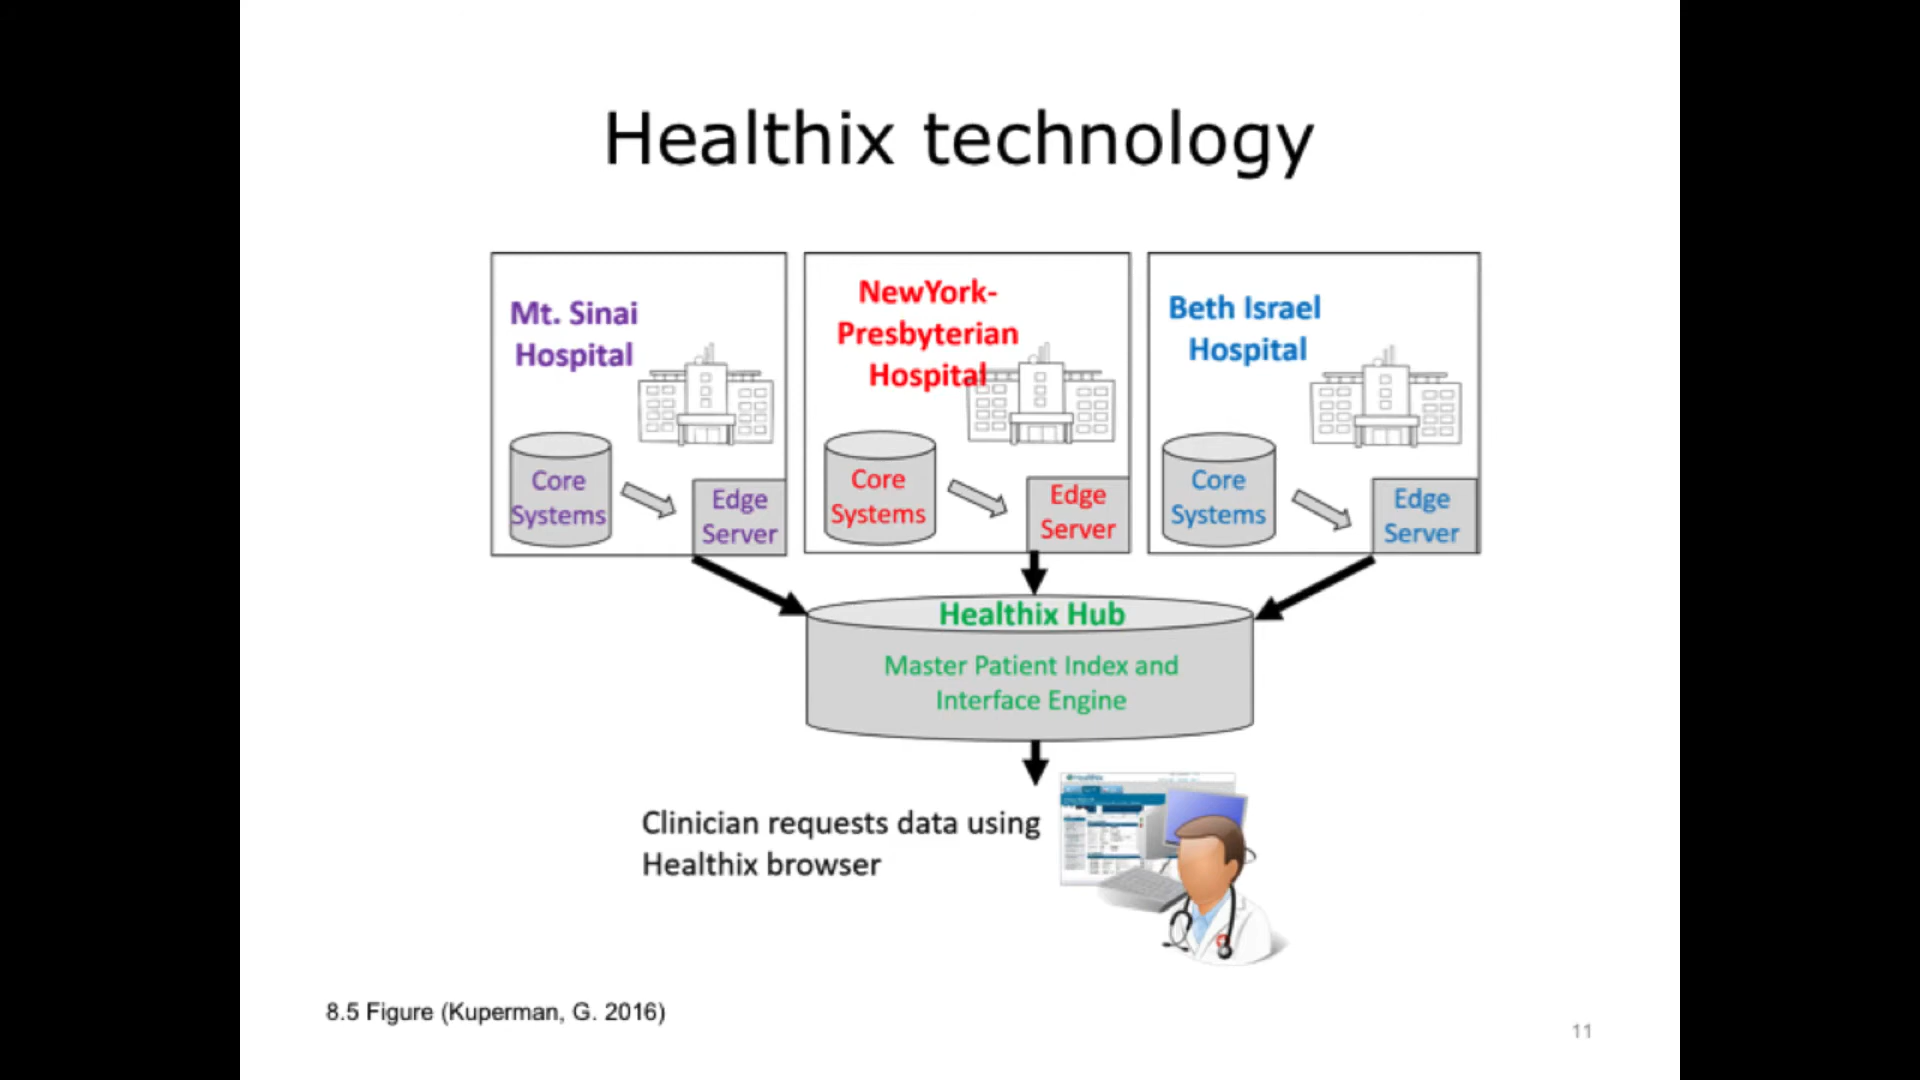 Healthix technology
Mt. Sinai
Hospital
Core
Systems
Edge
Server
NewYork-
Presbyterian
Hospital
Core
Systems
Edge
Server
Beth Israel
Hospital
Core
Systems
Edge
Server
Healthix Hub
Master Patient Index and
Interface Engine
Clinician requests data using
Healthix browser
8.5 Figure (Kuperman, G. 2016)
11